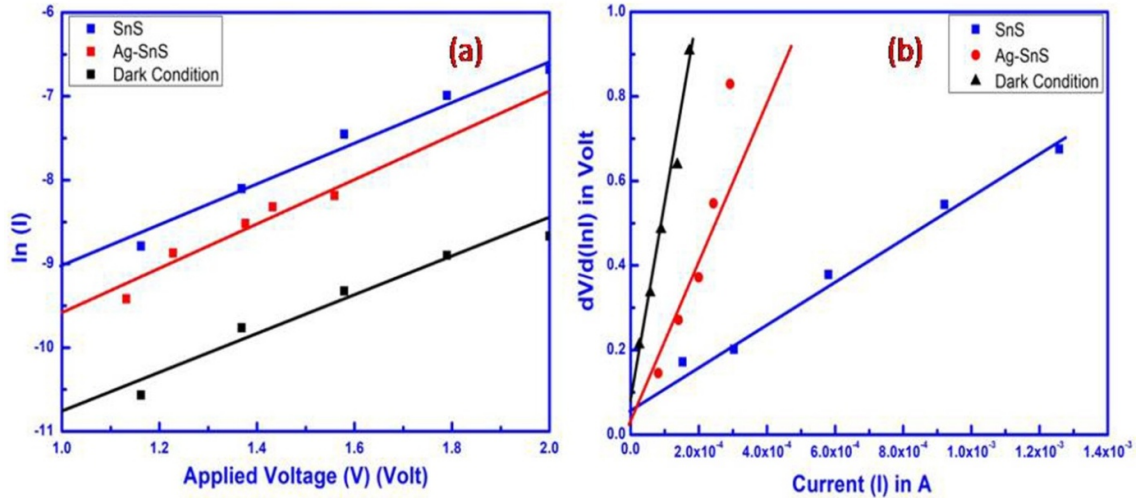 (a)
SnS
Ag-SnS
Dark Condition
-6
-7
-8
-9
-10
-11
ln (I)
1.0 1.2 1.4 1.6 1.8 2.0
Applied Voltage (V) (Volt)
(b)
SnS
Ag-SnS
Dark Condition
1.0
0.8
0.6
0.4
0.2
0.0
dV/d(lnI) in Volt
0.0 2.0x10⁻⁴ 4.0x10⁻⁴ 6.0x10⁻⁴ 8.0x10⁻⁴ 1.0x10⁻³ 1.2x10⁻³ 1.4x10⁻³
Current (I) in A